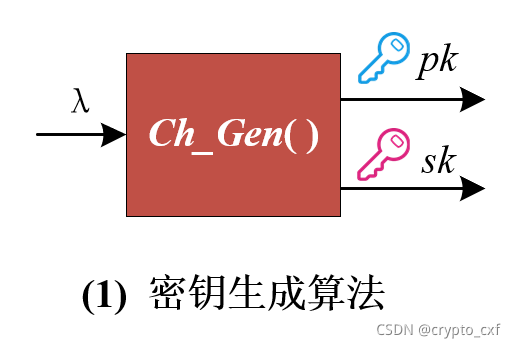 pk
λ
Ch_Gen( )
sk
(1) 密钥生成算法
CSDN @crypto_cxf